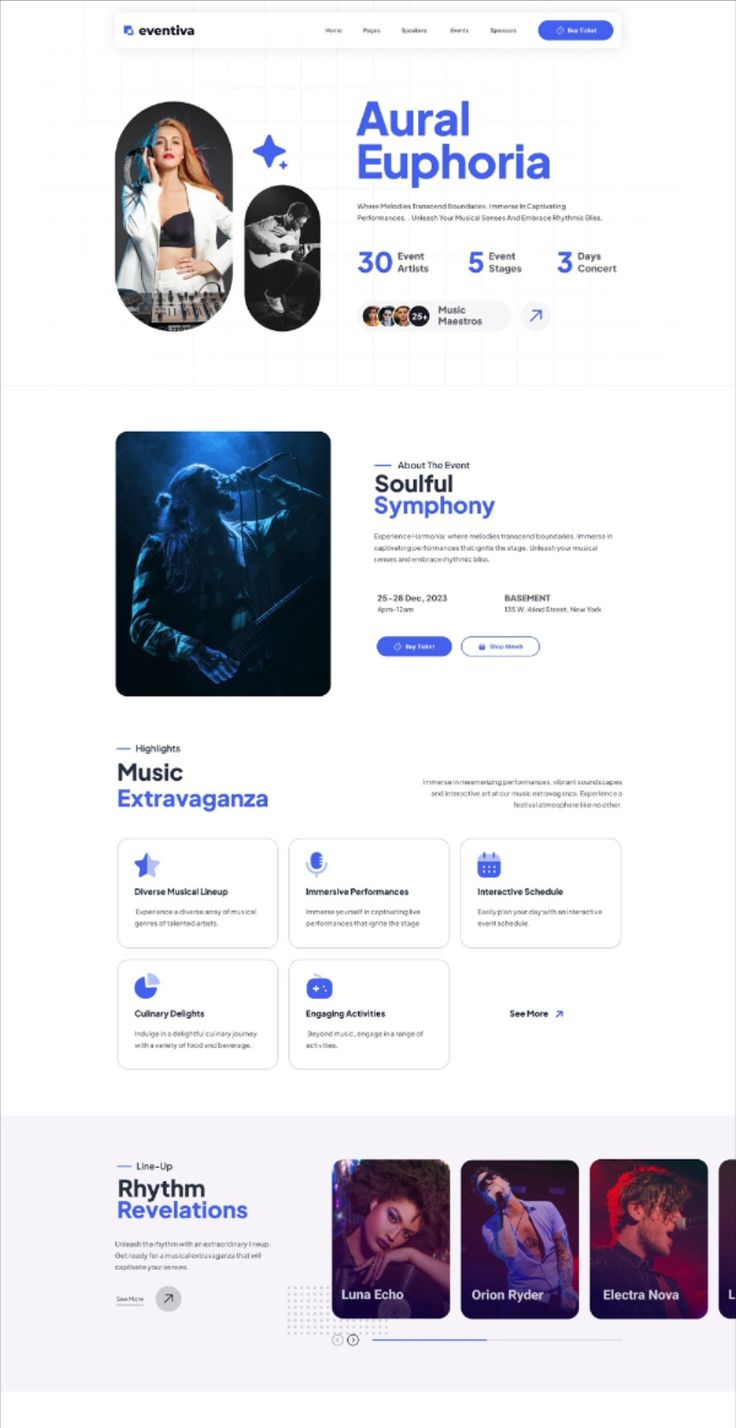 eventiva
Home Pages Speakers Events Sponsors Buy Ticket
Aural
Euphoria
Where Melodies Transcend Boundaries. Immerse In Captivating
Performances. . Unleash Your Musical Senses And Embrace Rhythmic Bliss.
30 Event Artists
5 Event Stages
3 Days Concert
25+
Music
Maestros
About The Event
Soulful
Symphony
Experience Harmonia: where melodies transcend boundaries. Immerse in
captivating performances that ignite the stage. Unleash your musical
senses and embrace rhythmic bliss.
25-28 Dec, 2023
4pm-12am
BASEMENT
135 W, 46nd Street, New York
Buy Ticket
Shop Merch
Highlights
Music
Extravaganza
Immerse in mesmerizing performances, vibrant soundscapes
and interactive art at our music extravaganza. Experience a
festival atmosphere like no other.
Diverse Musical Lineup
Experience a diverse array of musical
genres of talented artists.
Immersive Performances
Immerse yourself in captivating live
performances that ignite the stage
Interactive Schedule
Easily plan your day with an interactive
event schedule.
Culinary Delights
Indulge in a delightful culinary journey
with a variety of food and beverage.
Engaging Activities
Beyond music, engage in a range of
activities.
See More
Line-Up
Rhythm
Revelations
Unleash the rhythm with an extraordinary lineup.
Get ready for a musical extravaganza that will
captivate your senses.
See More
Luna Echo
Orion Ryder
Electra Nova
L